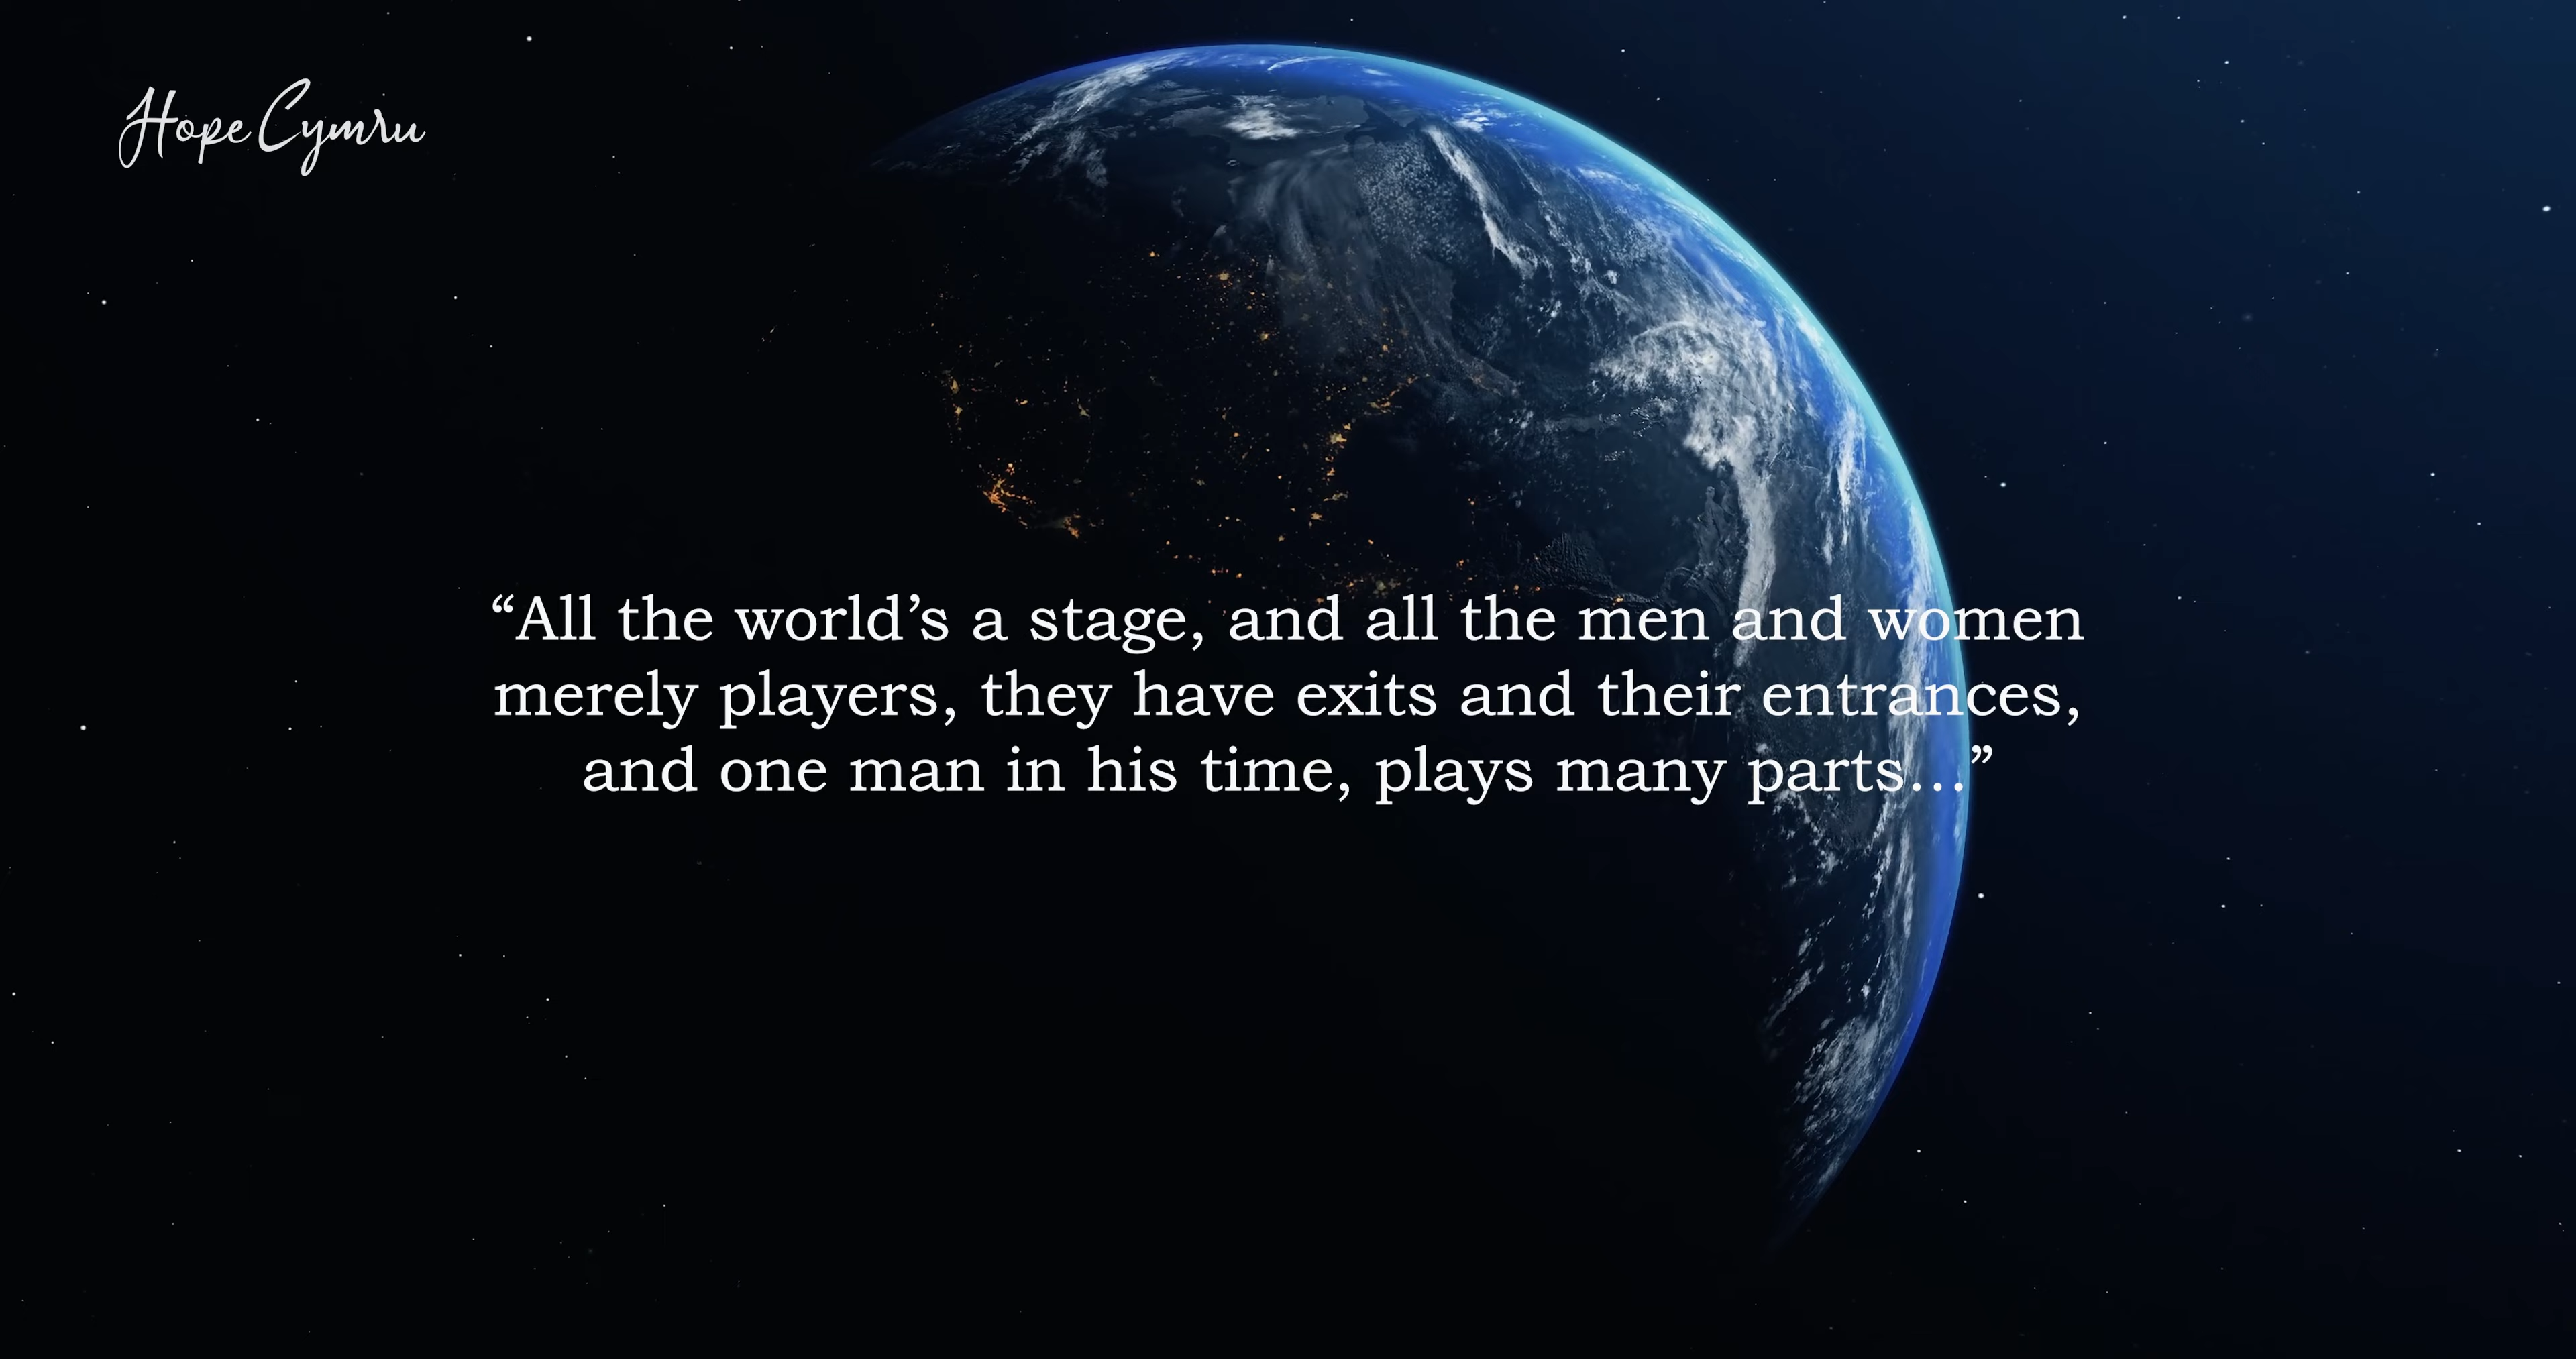 Hope Cymru
“All the world’s a stage, and all the men and women
merely players, they have exits and their entrances,
and one man in his time, plays many parts...”